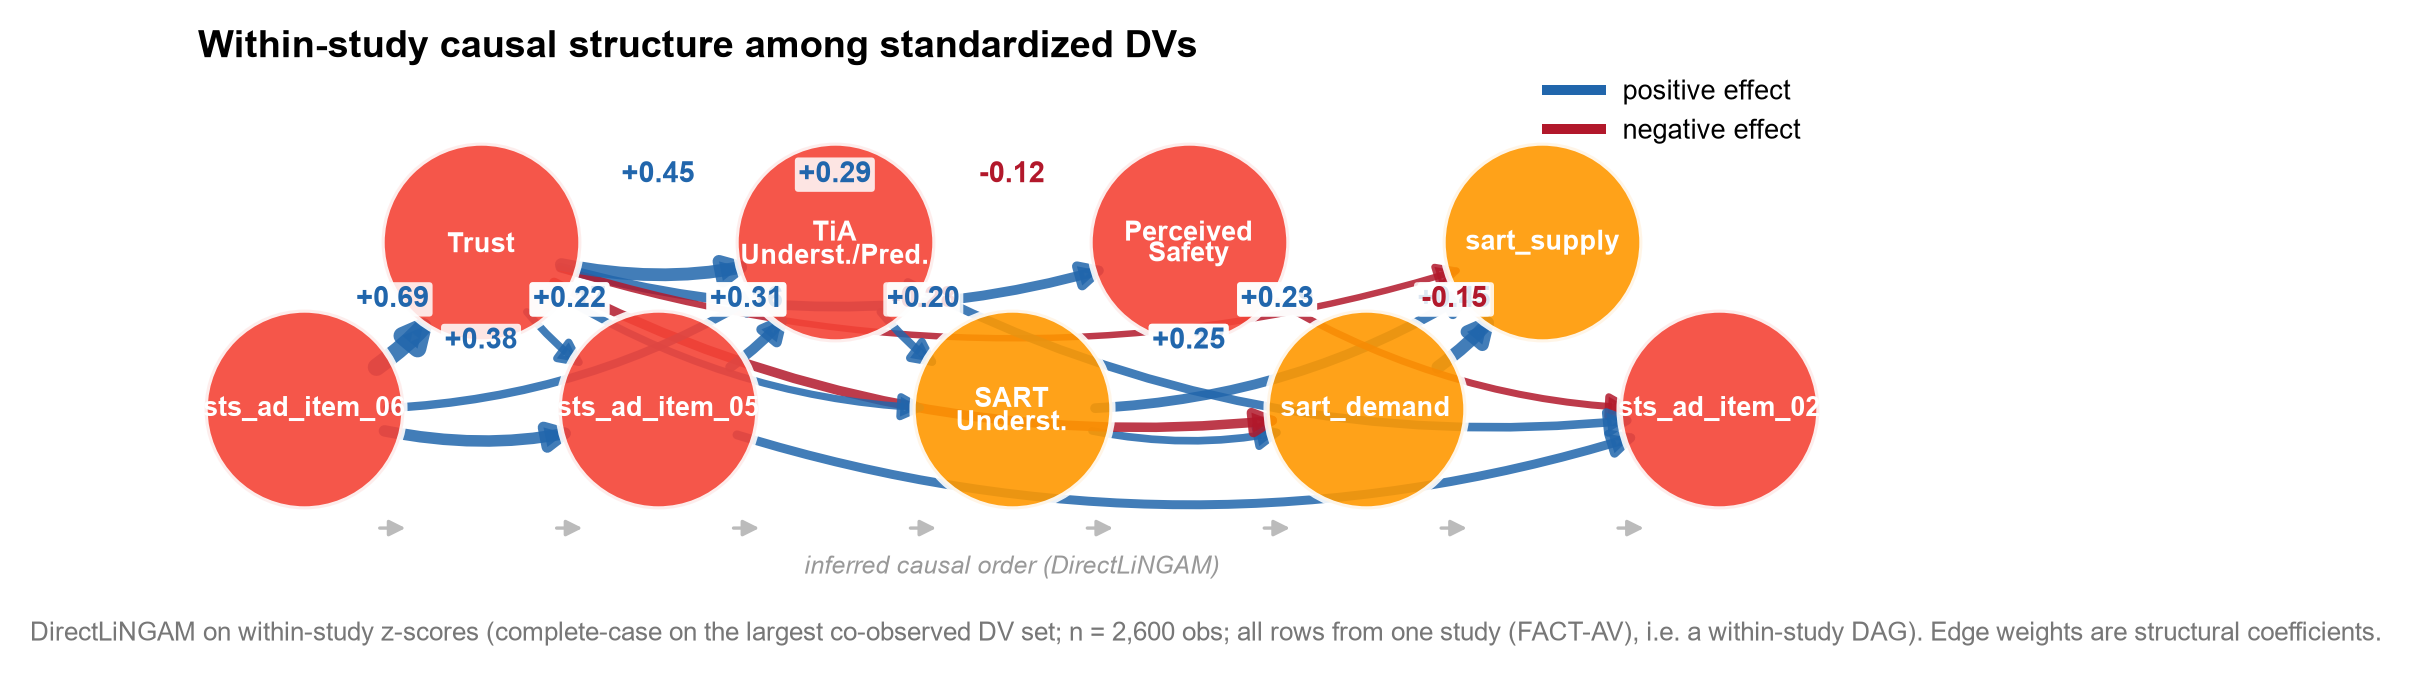 Within-study causal structure among standardized DVs
positive effect
negative effect
+0.45
+0.29
-0.12
Trust
TiA
Underst./Pred.
Perceived
Safety
sart_supply
+0.69
+0.22
+0.31
+0.20
+0.23
-0.15
+0.38
+0.25
sts_ad_item_06
sts_ad_item_05
SART
Underst.
sart_demand
sts_ad_item_02
inferred causal order (DirectLiNGAM)
DirectLiNGAM on within-study z-scores (complete-case on the largest co-observed DV set; n = 2,600 obs; all rows from one study (FACT-AV), i.e. a within-study DAG). Edge weights are structural coefficients.